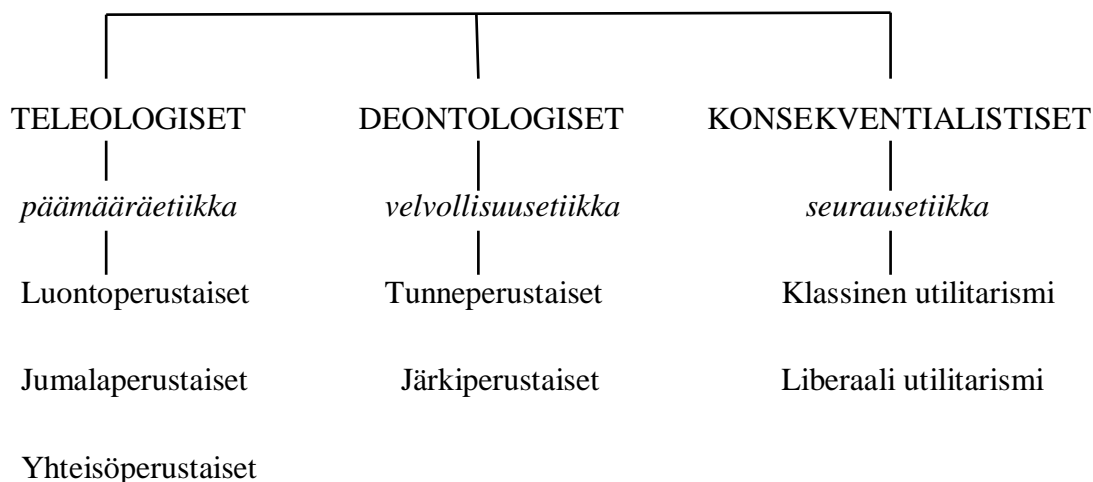 TELEOLOGISET DEONTOLOGISET KONSEKVENTIALISTISET
päämääräetiikka velvollisuusetiikka seurausetiikka
Luontoperustaiset Tunneperustaiset Klassinen utilitarismi
Jumalaperustaiset Järkiperustaiset Liberaali utilitarismi
Yhteisöperustaiset